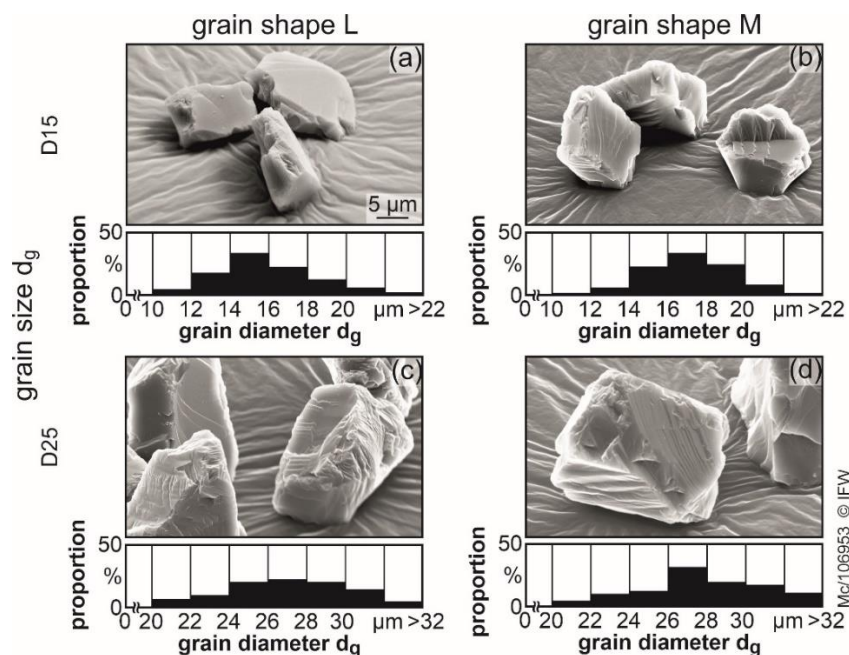 grain shape L
grain shape M
grain size dg
D15
(a)
5 µm
(b)
proportion
50
%
0
0 10 12 14 16 18 20 µm >22
grain diameter dg
proportion
50
%
0
0 10 12 14 16 18 20 µm >22
grain diameter dg
D25
(c)
(d)
proportion
50
%
0
0 20 22 24 26 28 30 µm >32
grain diameter dg
proportion
50
%
0
0 20 22 24 26 28 30 µm >32
grain diameter dg
Mc/106953 © IFW